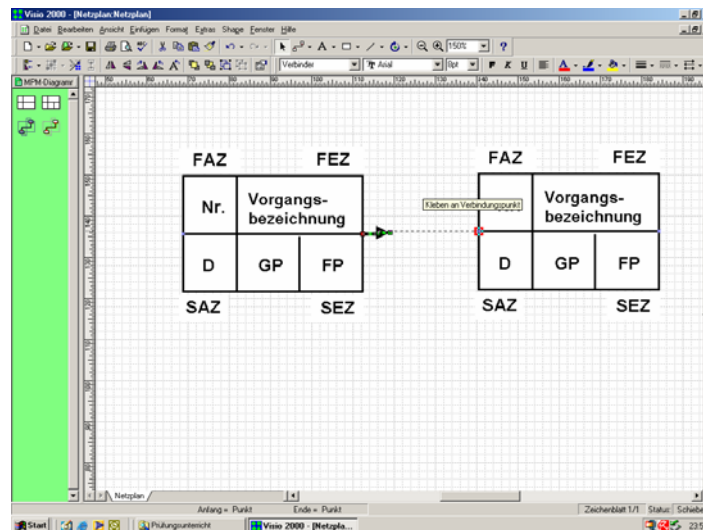 Visio 2000 - [Netzplan:Netzplan]
Datei Bearbeiten Ansicht Einfügen Format Extras Shape Fenster Hilfe
150%
Verbinder Arial 8pt F K U
MPM-Diagramm
FAZ FEZ FAZ FEZ
Nr. Vorgangs-
bezeichnung
Vorgangs-
bezeichnung
Kleben an Verbindungspunkt
D GP FP D GP FP
SAZ SEZ SAZ SEZ
Netzplan
Anfang = Punkt Ende = Punkt Zeichenblatt 1/1 Status: Schiebe
Start Prüfungsunterricht Visio 2000 - [Netzpla...